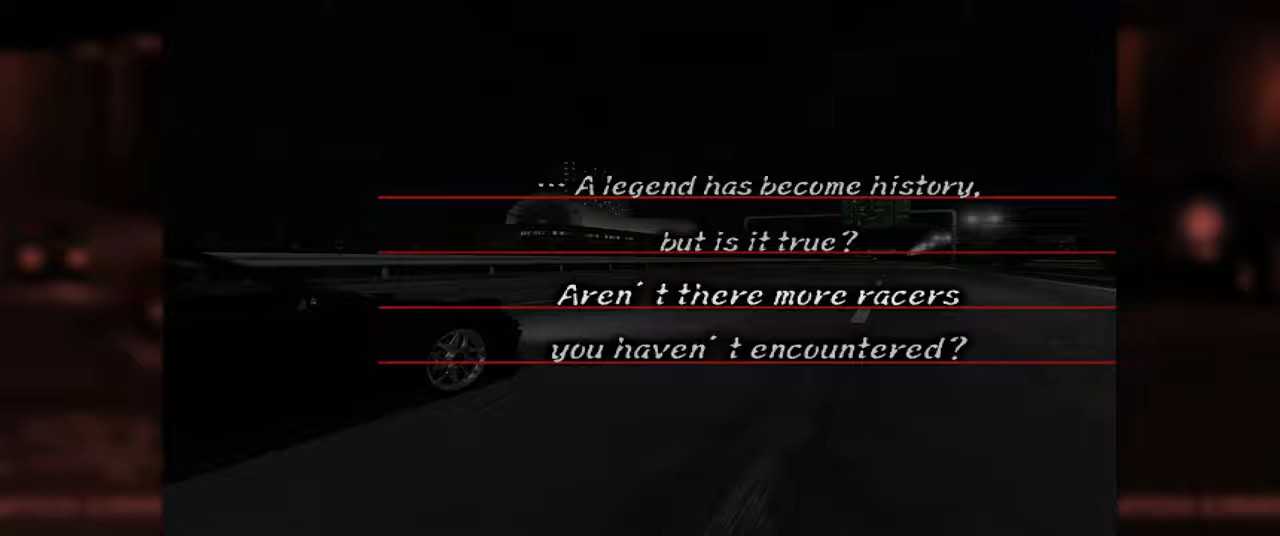 … A legend has become history,
but is it true?
Aren't there more racers
you haven't encountered?